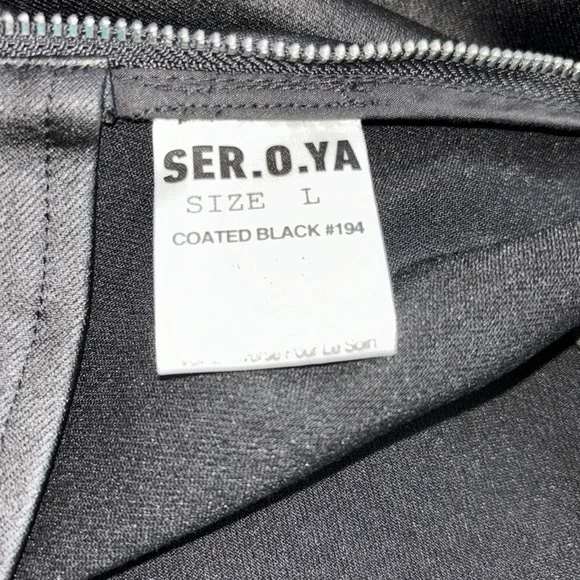 SER.O.YA
SIZE L
COATED BLACK #194
Pour Le Soin